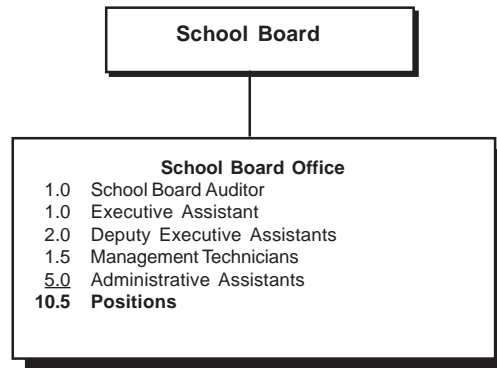 School Board
School Board Office
1.0 School Board Auditor
1.0 Executive Assistant
2.0 Deputy Executive Assistants
1.5 Management Technicians
5.0 Administrative Assistants
10.5 Positions